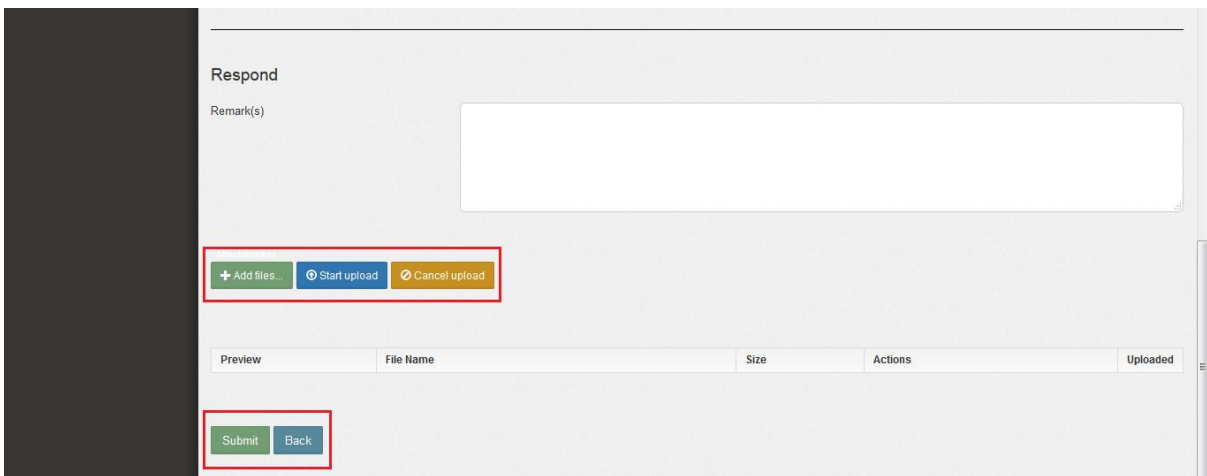 Respond
Remark(s)
Add files...
Start upload
Cancel upload
Preview File Name Size Actions Uploaded
Submit Back